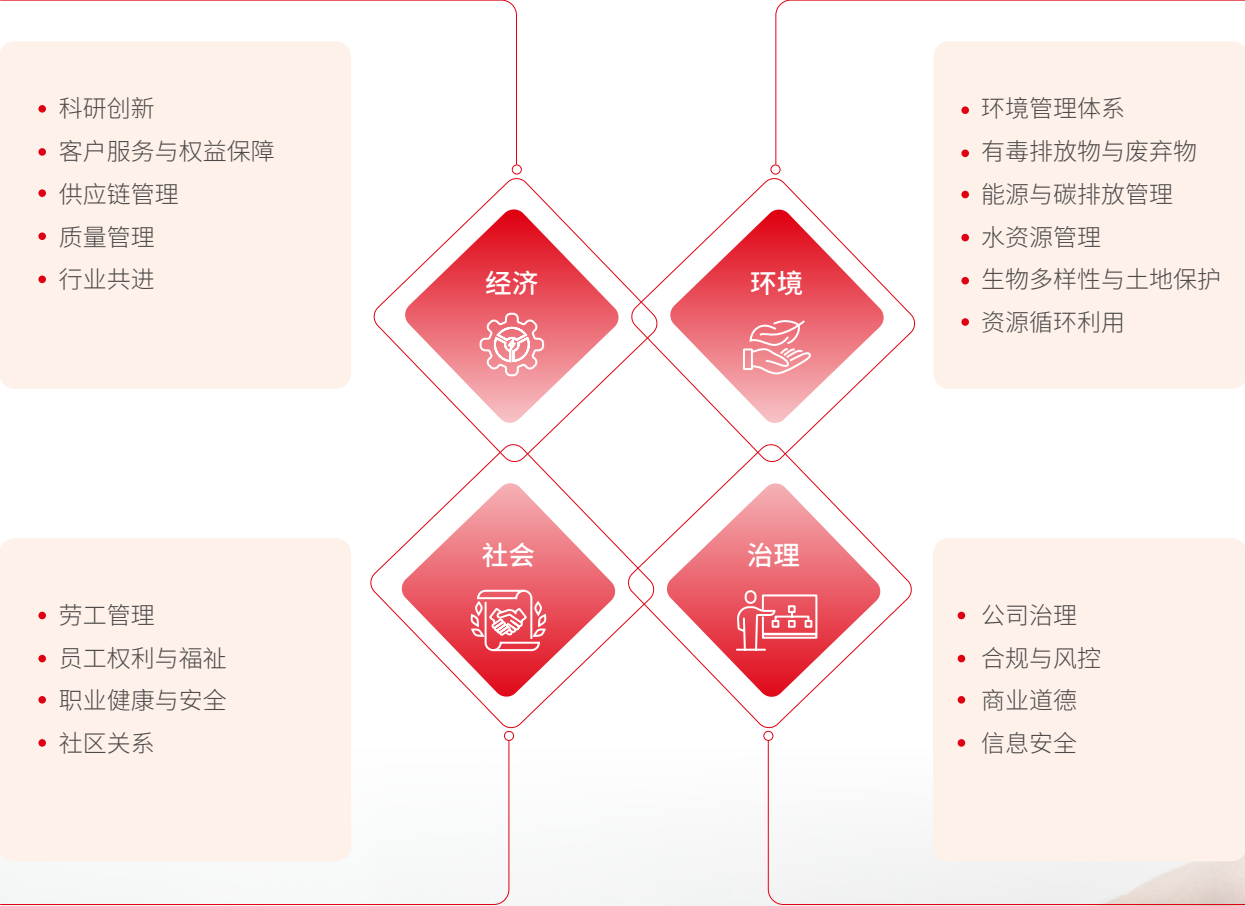 科研创新
客户服务与权益保障
供应链管理
质量管理
行业共进
经济
环境
环境管理体系
有毒排放物与废弃物
能源与碳排放管理
水资源管理
生物多样性与土地保护
资源循环利用
劳工管理
员工权利与福祉
职业健康与安全
社区关系
社会
治理
公司治理
合规与风控
商业道德
信息安全